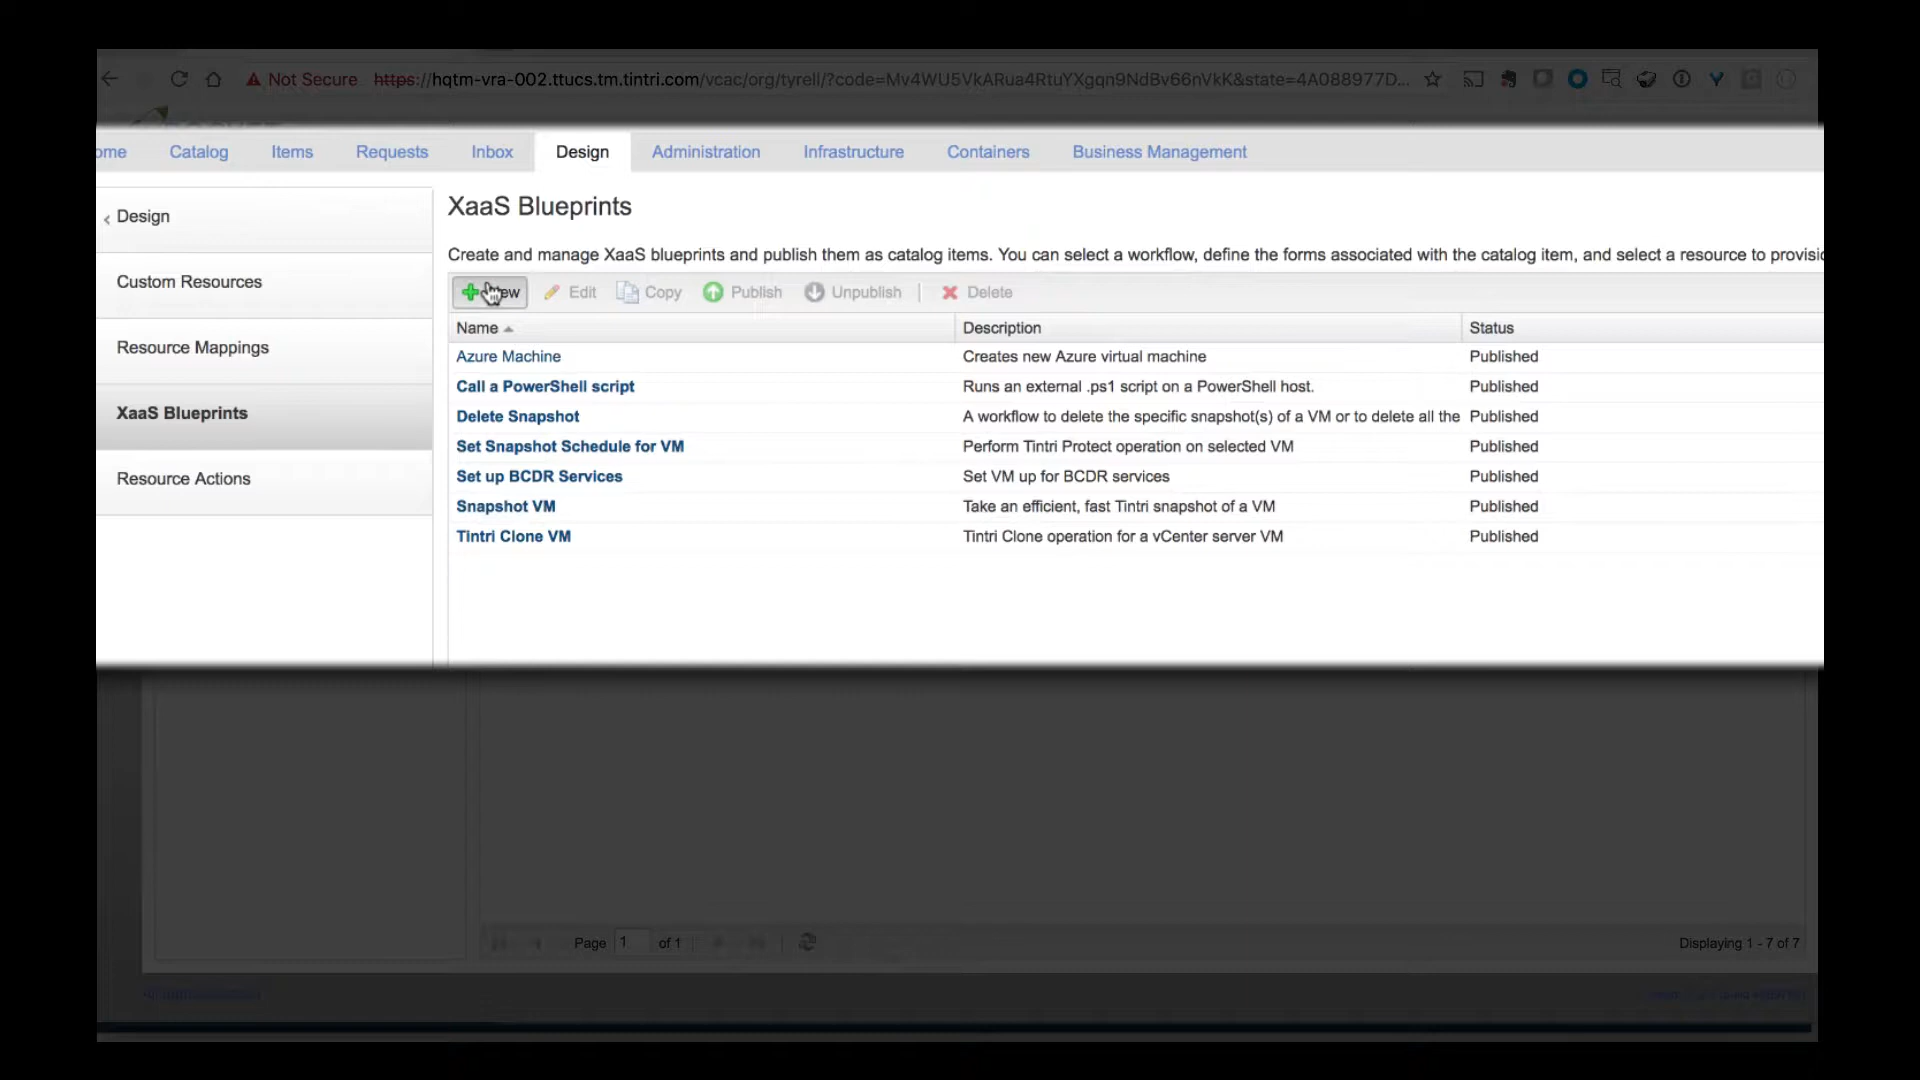 Not Secure https://hqtm-vra-002.ttucs.tm.tintri.com/vcac/org/tyrell/?code=Mv4WU5VkARua4RtuYXgqn9NdBv66nVkK&state=4A088977D...
ome Catalog Items Requests Inbox Design Administration Infrastructure Containers Business Management
Design
Custom Resources
Resource Mappings
XaaS Blueprints
Resource Actions
XaaS Blueprints
Create and manage XaaS blueprints and publish them as catalog items. You can select a workflow, define the forms associated with the catalog item, and select a resource to provisi
New Edit Copy Publish Unpublish | Delete
Name Description Status
Azure Machine Creates new Azure virtual machine Published
Call a PowerShell script Runs an external .ps1 script on a PowerShell host. Published
Delete Snapshot A workflow to delete the specific snapshot(s) of a VM or to delete all the Published
Set Snapshot Schedule for VM Perform Tintri Protect operation on selected VM Published
Set up BCDR Services Set VM up for BCDR services Published
Snapshot VM Take an efficient, fast Tintri snapshot of a VM Published
Tintri Clone VM Tintri Clone operation for a vCenter server VM Published
Page 1 of 1 Displaying 1 - 7 of 7